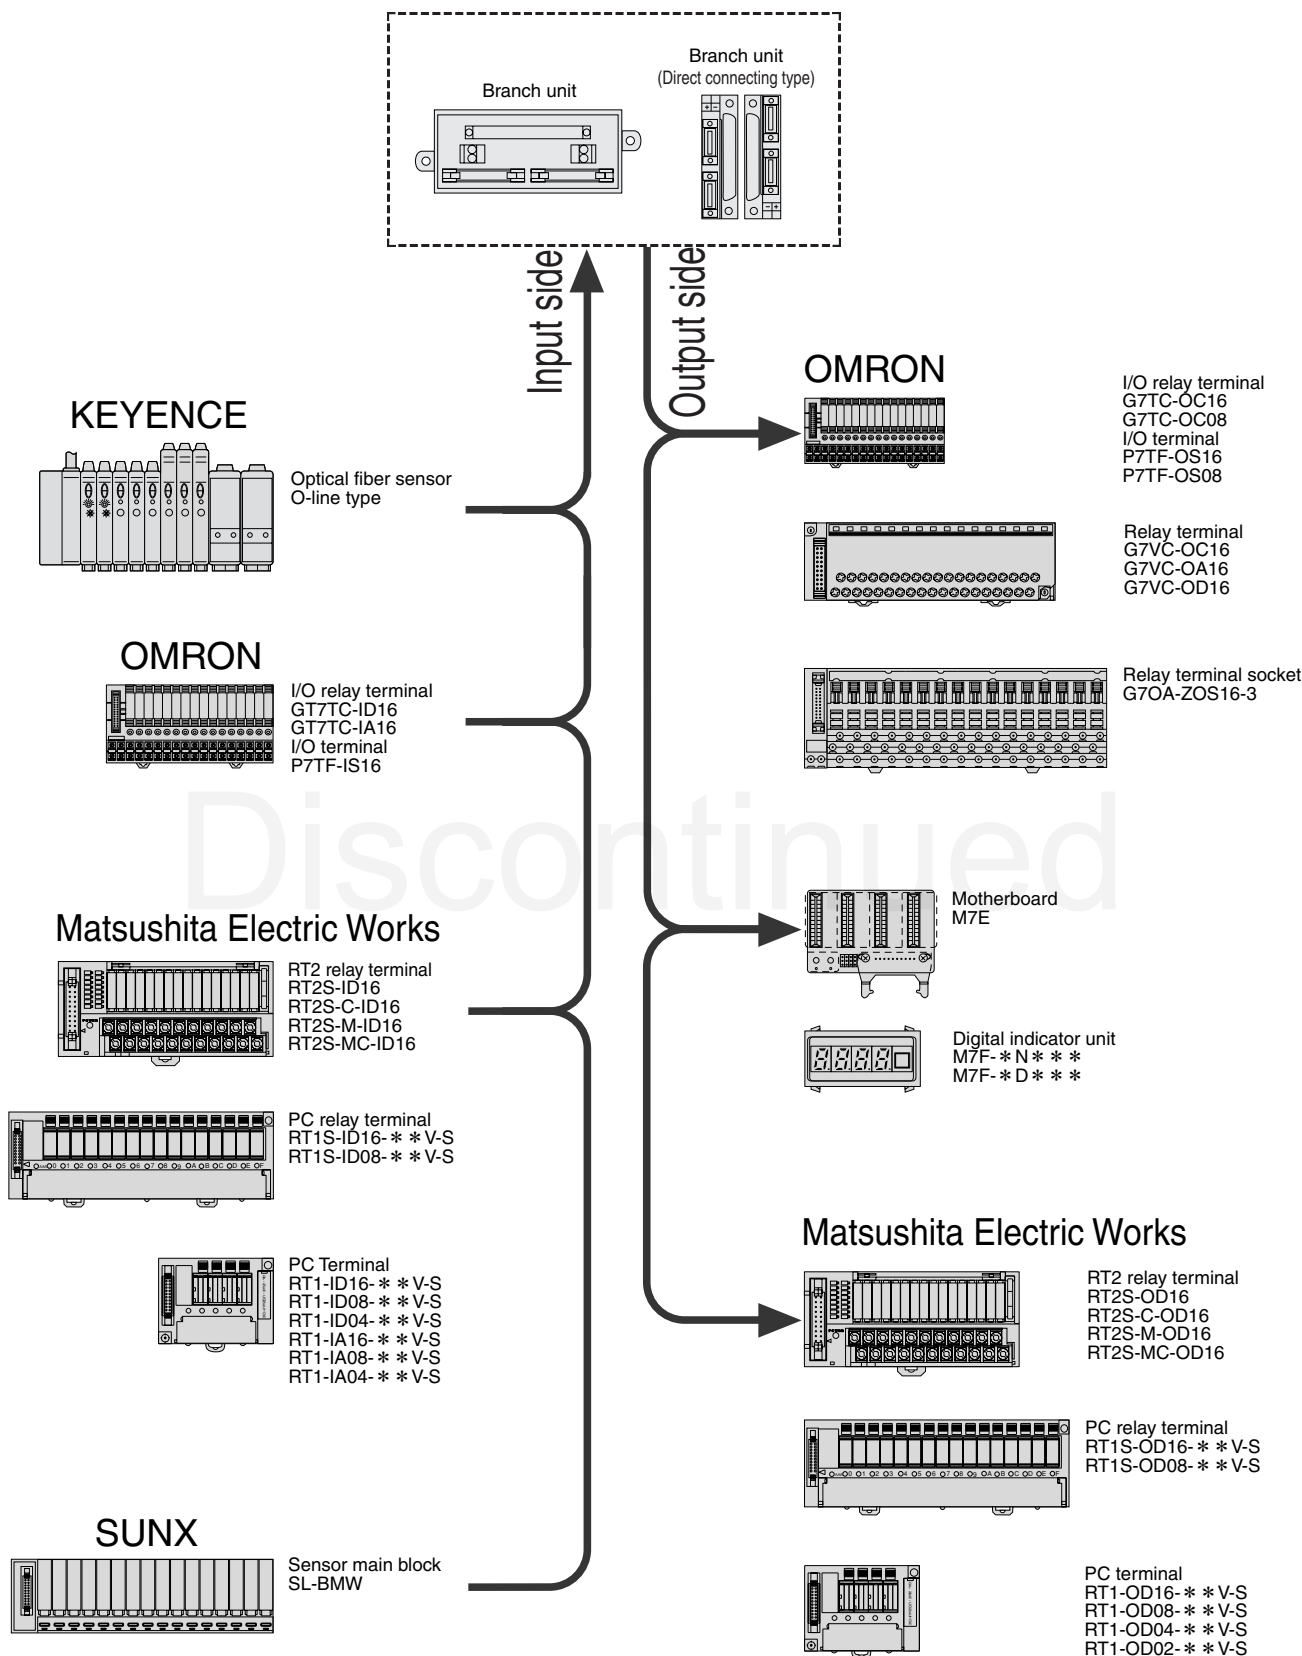 Branch unit
Branch unit
(Direct connecting type)
Input side
Output side
KEYENCE
Optical fiber sensor
O-line type
OMRON
I/O relay terminal
GT7TC-ID16
GT7TC-IA16
I/O terminal
P7TF-IS16
Matsushita Electric Works
RT2 relay terminal
RT2S-ID16
RT2S-C-ID16
RT2S-M-ID16
RT2S-MC-ID16
PC relay terminal
RT1S-ID16-＊＊V-S
RT1S-ID08-＊＊V-S
PC Terminal
RT1-ID16-＊＊V-S
RT1-ID08-＊＊V-S
RT1-ID04-＊＊V-S
RT1-IA16-＊＊V-S
RT1-IA08-＊＊V-S
RT1-IA04-＊＊V-S
SUNX
Sensor main block
SL-BMW
OMRON
I/O relay terminal
G7TC-OC16
G7TC-OC08
I/O terminal
P7TF-OS16
P7TF-OS08
Relay terminal
G7VC-OC16
G7VC-OA16
G7VC-OD16
Relay terminal socket
G7OA-ZOS16-3
Motherboard
M7E
Digital indicator unit
M7F-＊N＊＊＊
M7F-＊D＊＊＊
Matsushita Electric Works
RT2 relay terminal
RT2S-OD16
RT2S-C-OD16
RT2S-M-OD16
RT2S-MC-OD16
PC relay terminal
RT1S-OD16-＊＊V-S
RT1S-OD08-＊＊V-S
PC terminal
RT1-OD16-＊＊V-S
RT1-OD08-＊＊V-S
RT1-OD04-＊＊V-S
RT1-OD02-＊＊V-S
Discontinued